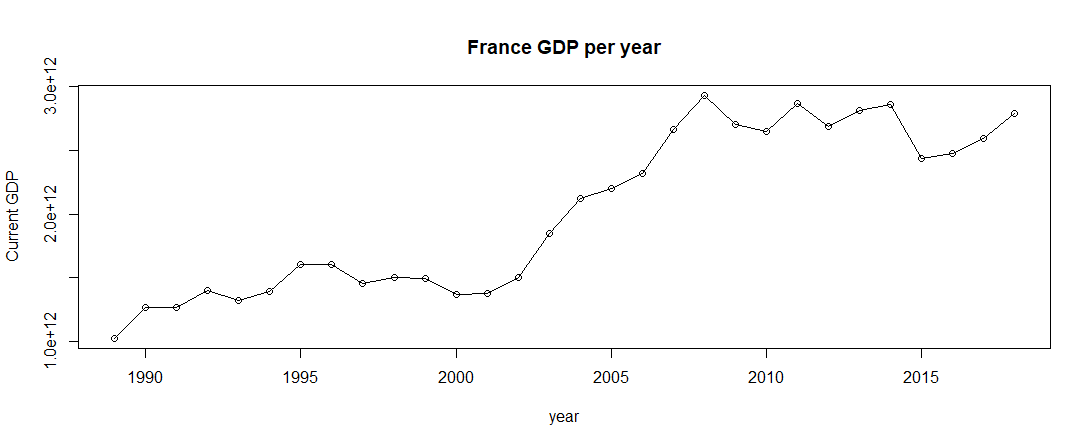 France GDP per year
Current GDP
3.0e+12
2.0e+12
1.0e+12
1990 1995 2000 2005 2010 2015
year